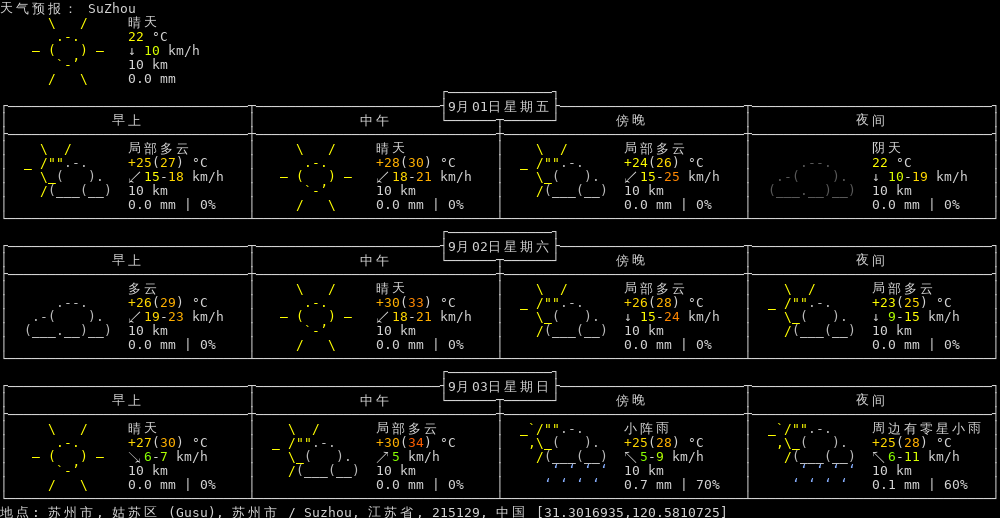 天气预报: SuZhou
晴天
22 °C
↓ 10 km/h
10 km
0.0 mm
9月01日星期五
早上 中午 傍晚 夜间
局部多云 晴天 局部多云 阴天
+25(27) °C +28(30) °C +24(26) °C 22 °C
↙15-18 km/h ↙18-21 km/h ↙15-25 km/h ↓ 10-19 km/h
10 km 10 km 10 km 10 km
0.0 mm | 0% 0.0 mm | 0% 0.0 mm | 0% 0.0 mm | 0%
9月02日星期六
早上 中午 傍晚 夜间
多云 晴天 局部多云 局部多云
+26(29) °C +30(33) °C +26(28) °C +23(25) °C
↙19-23 km/h ↙18-21 km/h ↓ 15-24 km/h ↓ 9-15 km/h
10 km 10 km 10 km 10 km
0.0 mm | 0% 0.0 mm | 0% 0.0 mm | 0% 0.0 mm | 0%
9月03日星期日
早上 中午 傍晚 夜间
晴天 局部多云 小阵雨 周边有零星小雨
+27(30) °C +30(34) °C +25(28) °C +25(28) °C
↘6-7 km/h ↗5 km/h ↖5-9 km/h ↖6-11 km/h
10 km 10 km 10 km 10 km
0.0 mm | 0% 0.0 mm | 0% 0.7 mm | 70% 0.1 mm | 60%
地点: 苏州市, 姑苏区 (Gusu), 苏州市 / Suzhou, 江苏省, 215129, 中国 [31.3016935,120.5810725]